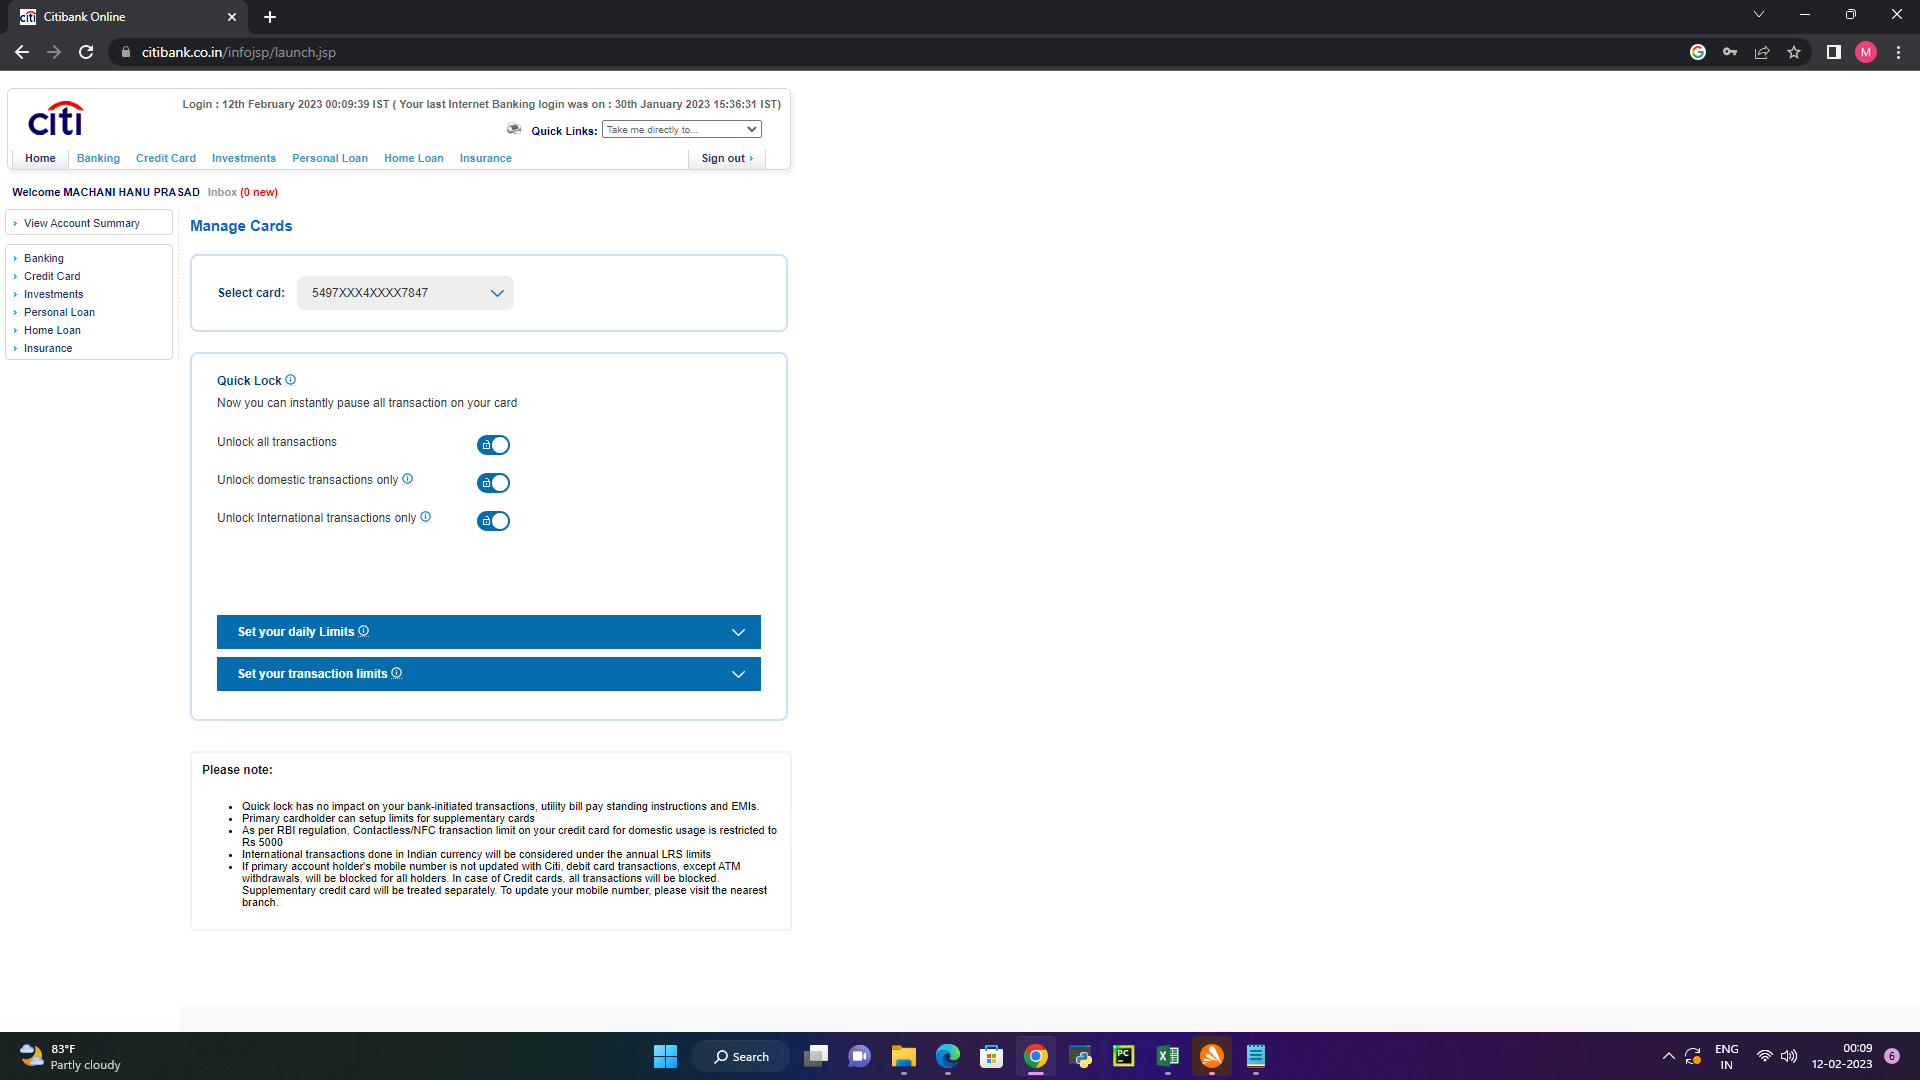 Citibank Online
citibank.co.in/infojsp/launch.jsp
M
citi
Login : 12th February 2023 00:09:39 IST ( Your last Internet Banking login was on : 30th January 2023 15:36:31 IST)
Quick Links: Take me directly to...
Home Banking Credit Card Investments Personal Loan Home Loan Insurance Sign out
Welcome MACHANI HANU PRASAD Inbox (0 new)
View Account Summary
Banking
Credit Card
Investments
Personal Loan
Home Loan
Insurance
Manage Cards
Select card: 5497XXX4XXXX7847
Quick Lock
Now you can instantly pause all transaction on your card
Unlock all transactions
Unlock domestic transactions only
Unlock International transactions only
Set your daily Limits
Set your transaction limits
Please note:
• Quick lock has no impact on your bank-initiated transactions, utility bill pay standing instructions and EMIs.
• Primary cardholder can setup limits for supplementary cards
• As per RBI regulation, Contactless/NFC transaction limit on your credit card for domestic usage is restricted to
Rs 5000
• International transactions done in Indian currency will be considered under the annual LRS limits
• If primary account holder's mobile number is not updated with Citi, debit card transactions, except ATM
withdrawals, will be blocked for all holders. In case of Credit cards, all transactions will be blocked.
Supplementary credit card will be treated separately. To update your mobile number, please visit the nearest
branch.
83°F
Partly cloudy
Search
PC
ENG
IN
00:09
12-02-2023
6